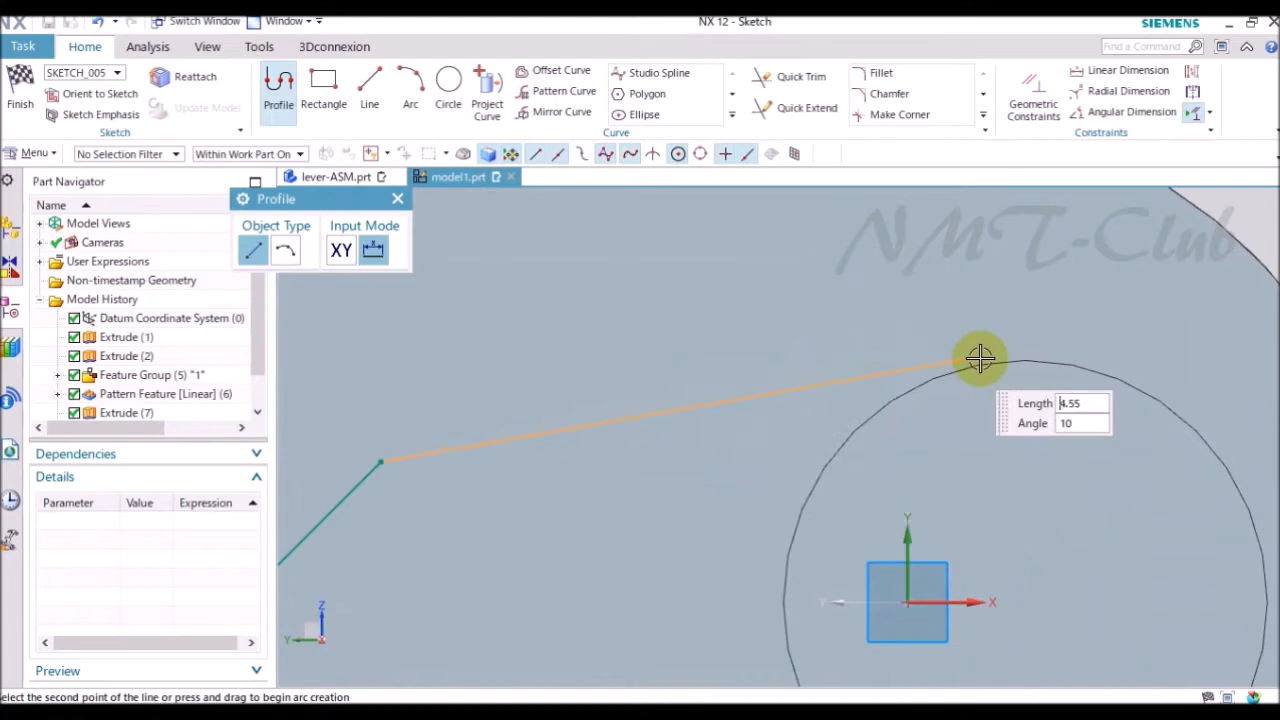 NX
Switch Window
Window
NX 12 - Sketch
SIEMENS
Task
Home
Analysis
View
Tools
3Dconnexion
Find a Command
SKETCH_005
Reattach
Offset Curve
Studio Spline
Quick Trim
Fillet
Linear Dimension
Orient to Sketch
Pattern Curve
Polygon
Chamfer
Radial Dimension
Finish
Sketch Emphasis
Update Model
Profile
Rectangle
Line
Arc
Circle
Project
Curve
Mirror Curve
Ellipse
Quick Extend
Make Corner
Geometric
Constraints
Angular Dimension
Sketch
Curve
Constraints
Menu
No Selection Filter
Within Work Part On
Part Navigator
lever-ASM.prt
model1.prt
Name
Profile
Model Views
Object Type
Input Mode
Cameras
XY
User Expressions
Non-timestamp Geometry
Model History
Datum Coordinate System (0)
Extrude (1)
Extrude (2)
Feature Group (5) "1"
Pattern Feature [Linear] (6)
Extrude (7)
Dependencies
Details
Parameter
Value
Expression
Preview
NMT-Club
Length 4.55
Angle 10
Y
Y
X
Z
Y
elect the second point of the line or press and drag to begin arc creation